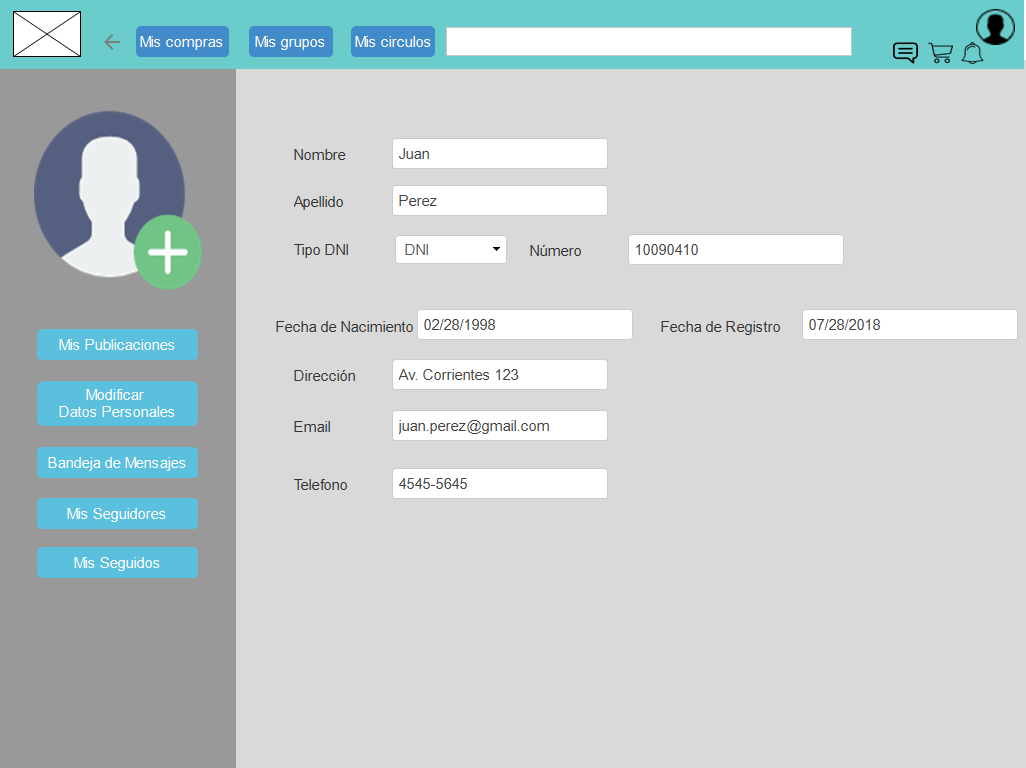 Mis compras
Mis grupos
Mis circulos
Nombre
Juan
Apellido
Perez
Tipo DNI
DNI
Número
10090410
Fecha de Nacimiento
02/28/1998
Fecha de Registro
07/28/2018
Dirección
Av. Corrientes 123
Email
juan.perez@gmail.com
Telefono
4545-5645
Mis Publicaciones
Modificar
Datos Personales
Bandeja de Mensajes
Mis Seguidores
Mis Seguidos